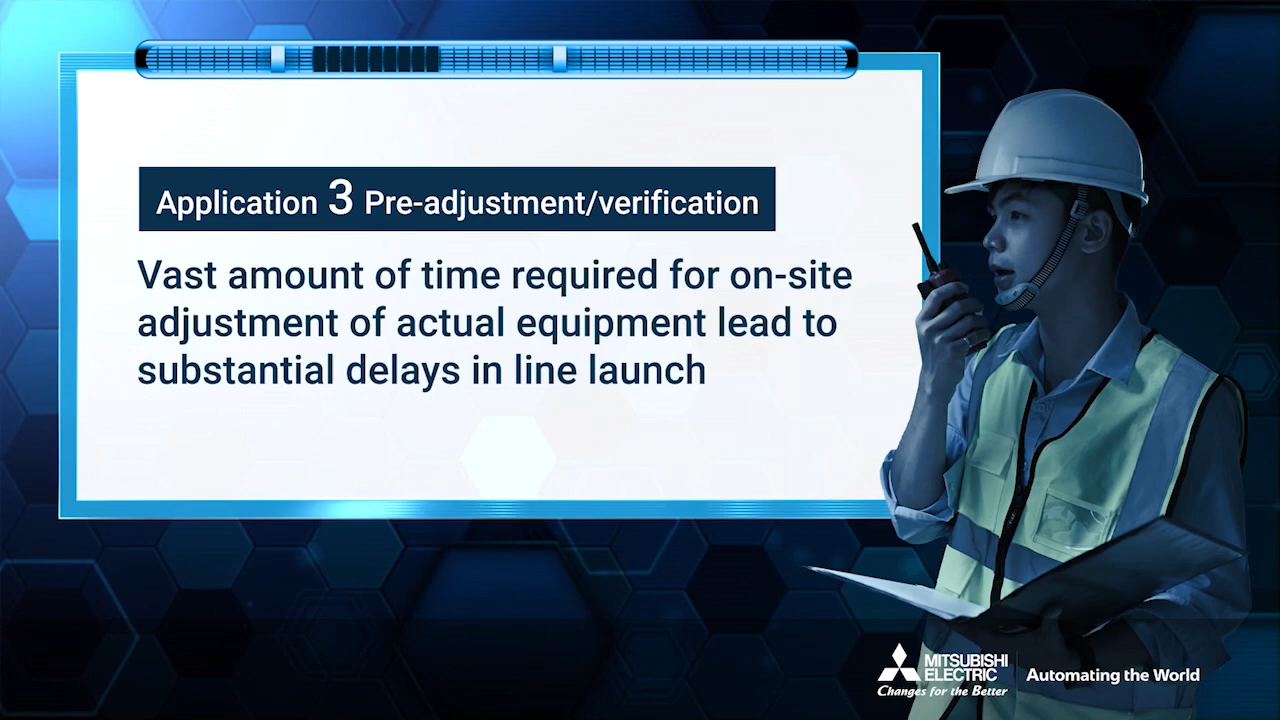 Application 3 Pre-adjustment/verification
Vast amount of time required for on-site
adjustment of actual equipment lead to
substantial delays in line launch
MITSUBISHI
ELECTRIC
Changes for the Better
Automating the World